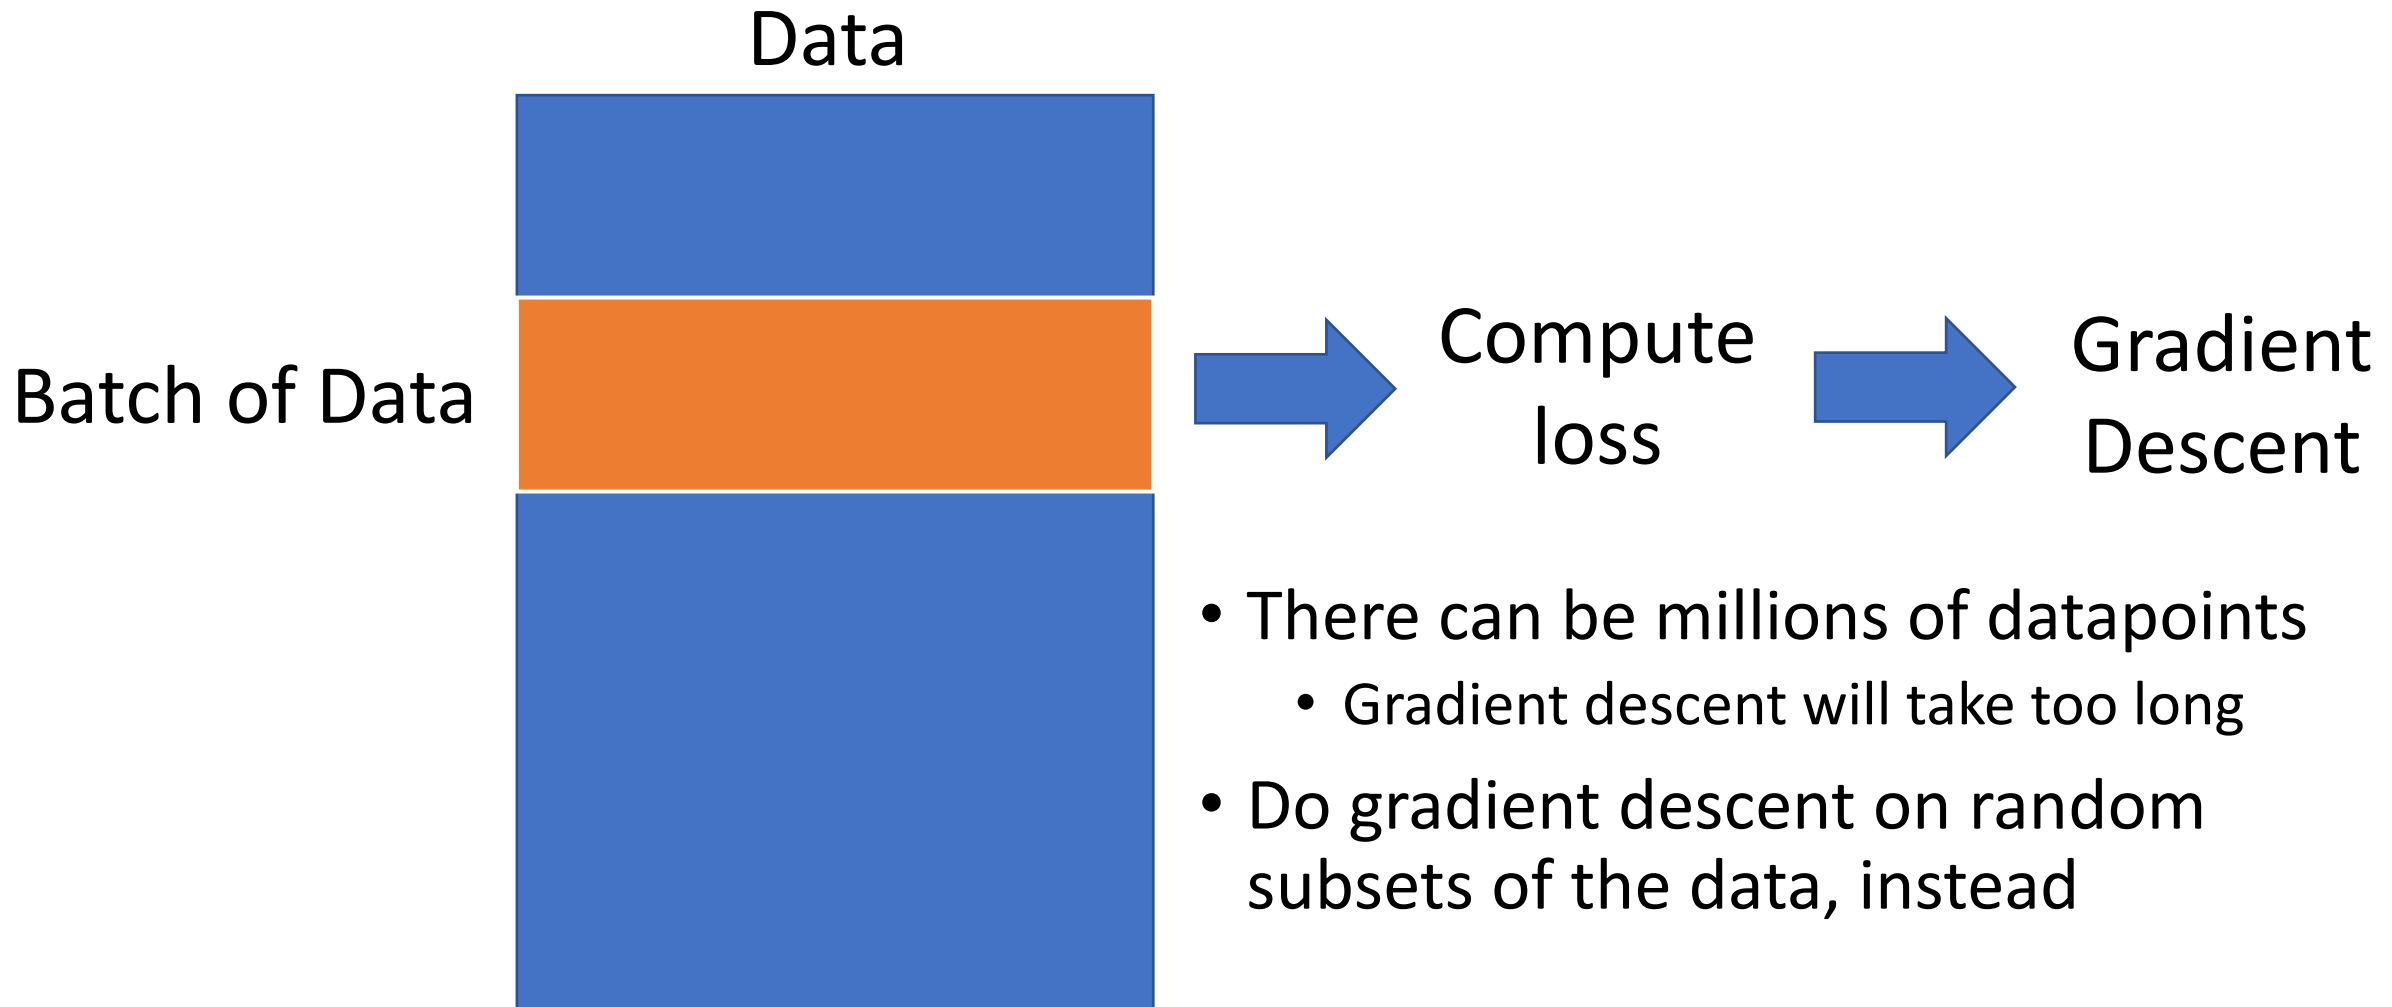 Data
Batch of Data
Compute
loss
Gradient
Descent
• There can be millions of datapoints
• Gradient descent will take too long
• Do gradient descent on random
subsets of the data, instead